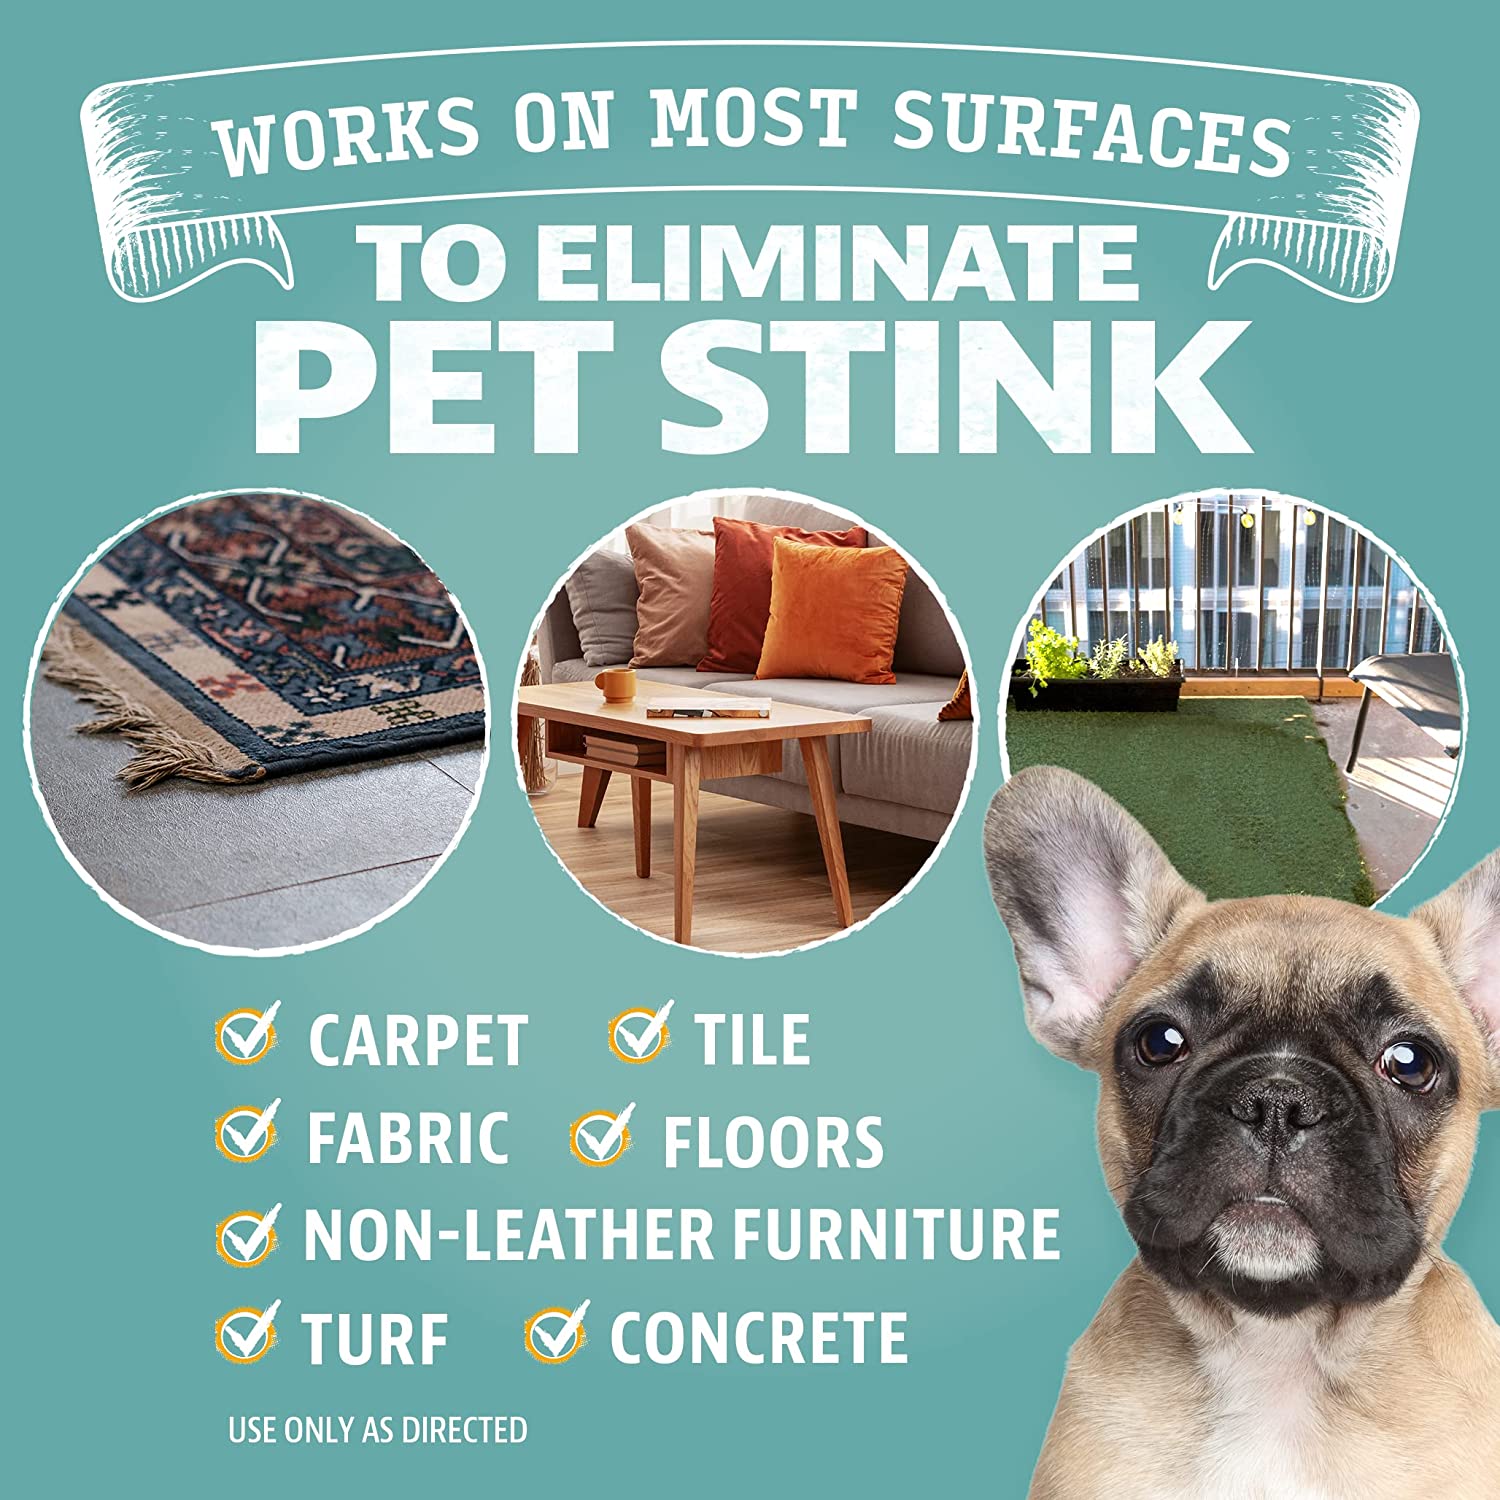 WORKS ON MOST SURFACES
TO ELIMINATE
PET STINK
CARPET TILE
FABRIC FLOORS
NON-LEATHER FURNITURE
TURF CONCRETE
USE ONLY AS DIRECTED